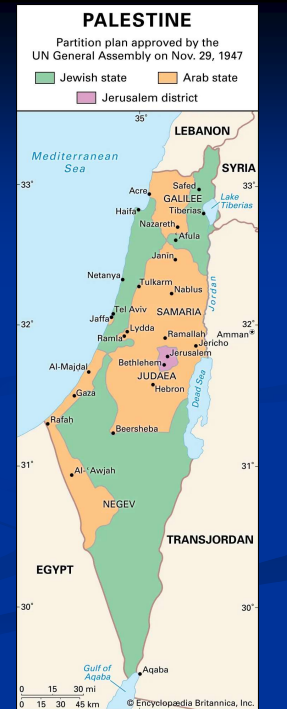 PALESTINE
Partition plan approved by the
UN General Assembly on Nov. 29, 1947
Jewish state
Arab state
Jerusalem district
35°
LEBANON
Mediterranean
Sea
SYRIA
33°
33°
Acre
Safed
GALILEE
Lake
Tiberias
Haifa
Tiberias
Nazareth
Afula
Janin
Netanya
Tulkarm
Nablus
Jordan
SAMARIA
Tel Aviv
Jaffa
32°
32°
Lydda
Ramla
Ramallah
Amman
Jericho
Jerusalem
Bethlehem
Al-Majdal
JUDAEA
Hebron
Dead Sea
Gaza
Rafah
Beersheba
31°
31°
Al-ʿAwjah
NEGEV
TRANSJORDAN
EGYPT
30°
30°
Gulf of
Aqaba
Aqaba
0 15 30 mi
0 15 30 45 km
© Encyclopædia Britannica, Inc.